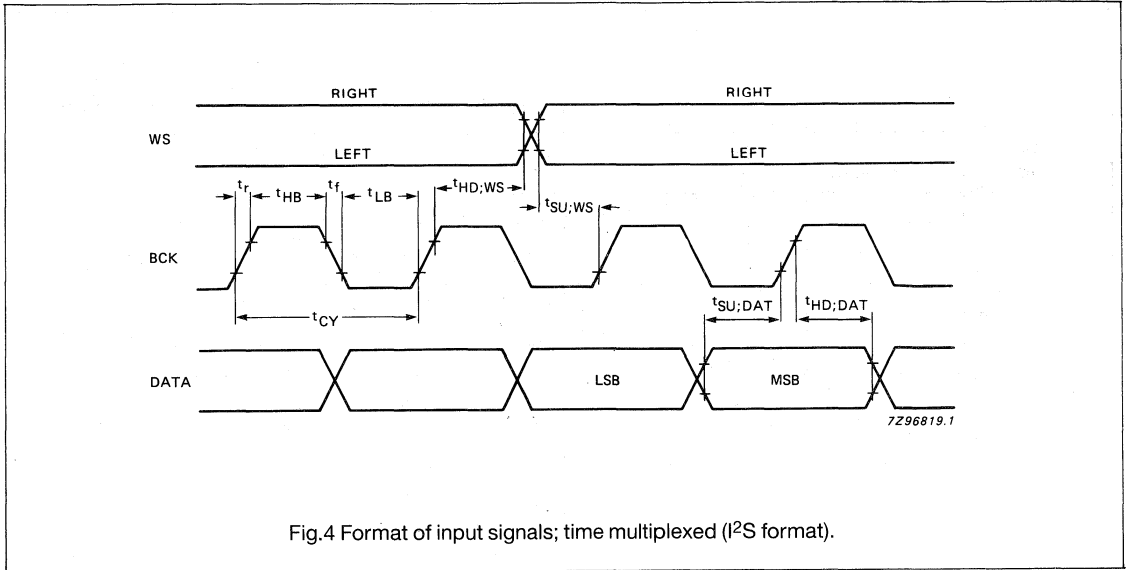 RIGHT RIGHT
WS
LEFT LEFT
tr tHB tf tLB tHD;WS
tSU;WS
BCK
tSU;DAT tHD;DAT
tCY
DATA LSB MSB
7Z96819.1
Fig.4 Format of input signals; time multiplexed (I²S format).